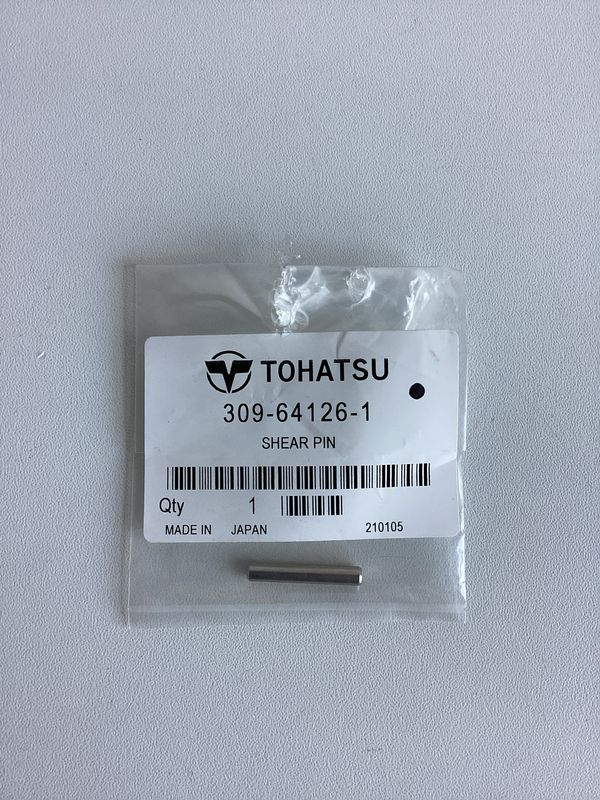 TOHATSU
309-64126-1
SHEAR PIN
Qty 1
MADE IN JAPAN 210105